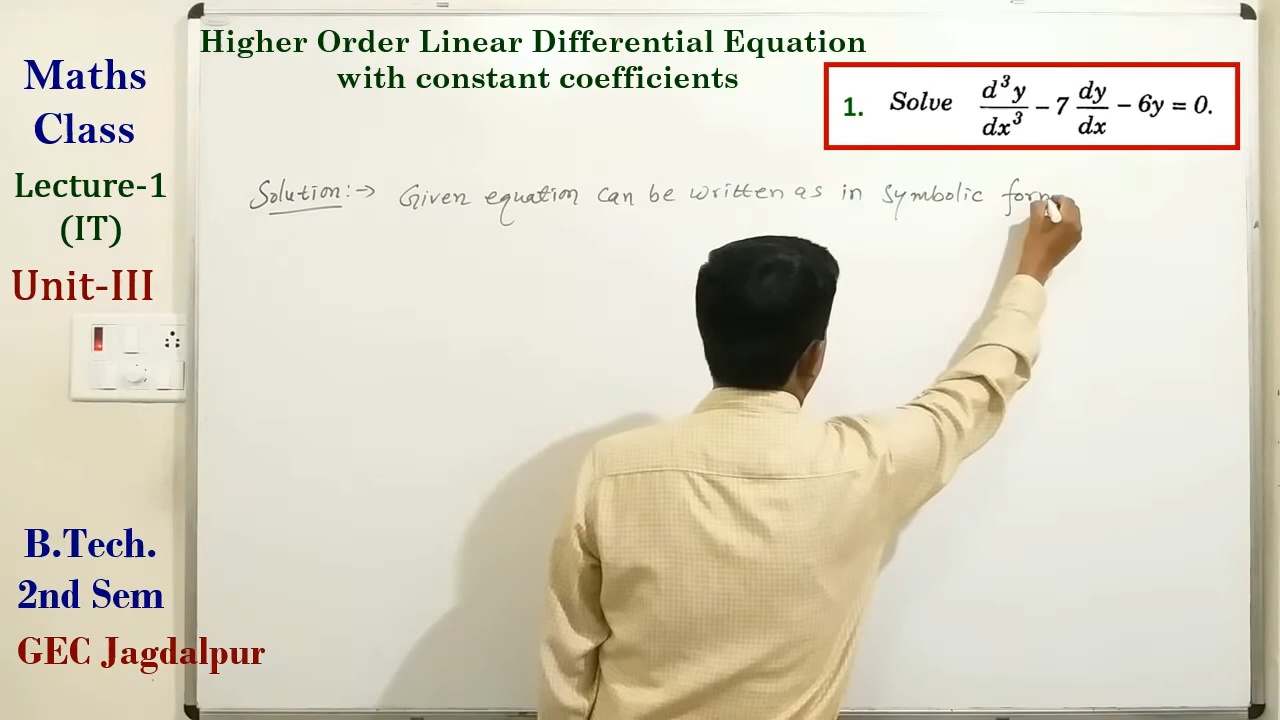 Higher Order Linear Differential Equation
with constant coefficients
Maths
Class
Lecture-1
(IT)
Unit-III
1. Solve d³y/dx³ − 7 dy/dx − 6y = 0.
Solution:→ Given equation can be written as in symbolic form
B.Tech.
2nd Sem
GEC Jagdalpur